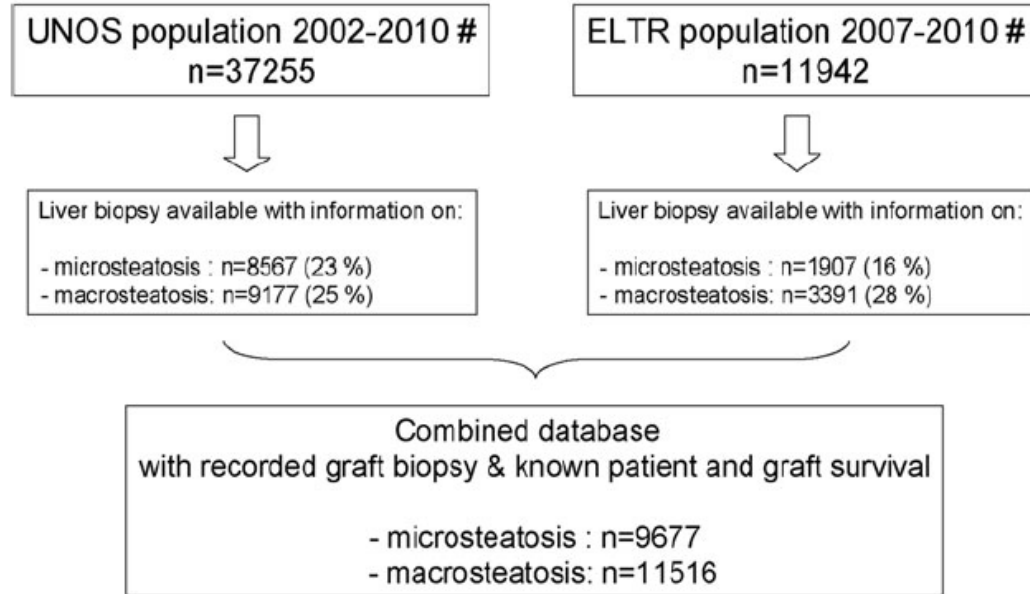 UNOS population 2002-2010 #
n=37255
ELTR population 2007-2010 #
n=11942
Liver biopsy available with information on:
- microsteatosis : n=8567 (23 %)
- macrosteatosis: n=9177 (25 %)
Liver biopsy available with information on:
- microsteatosis : n=1907 (16 %)
- macrosteatosis: n=3391 (28 %)
Combined database
with recorded graft biopsy & known patient and graft survival
- microsteatosis : n=9677
- macrosteatosis: n=11516